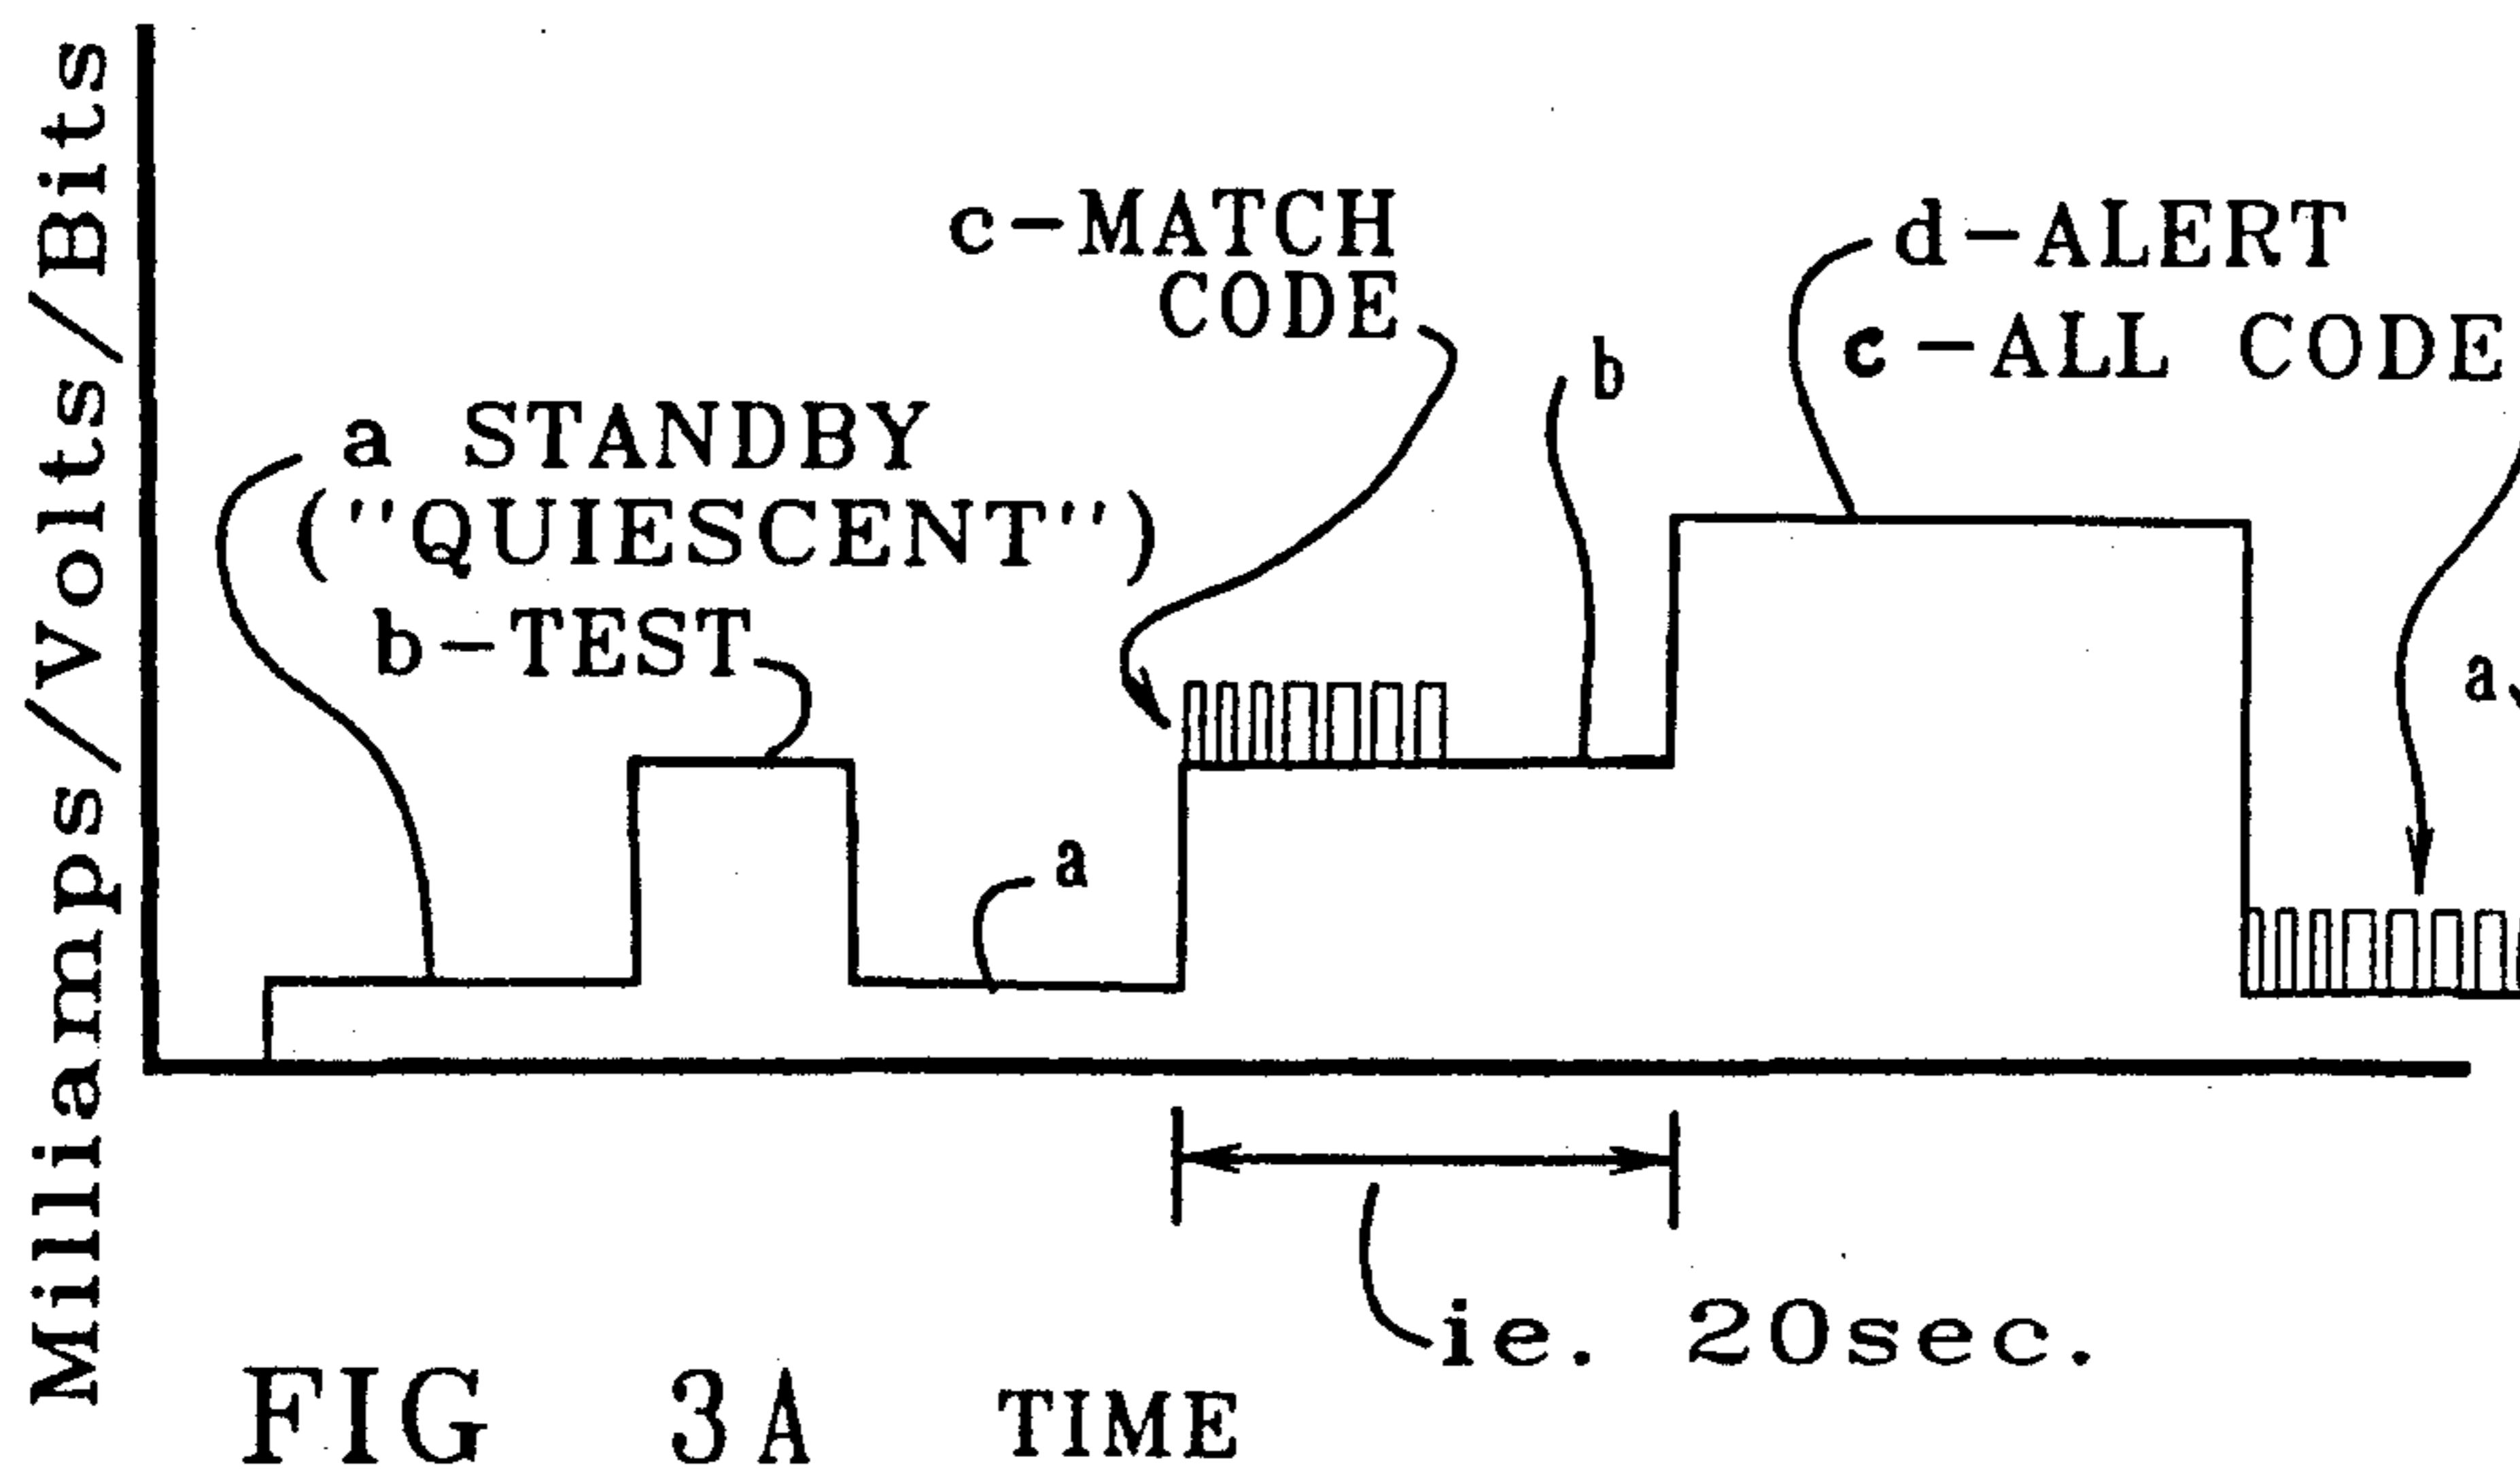 Milliamps/Volts/Bits
c-MATCH
CODE
d-ALERT
c-ALL CODE
b
a STANDBY
("QUIESCENT")
b-TEST
a
a
ie. 20sec.
FIG 3A
TIME